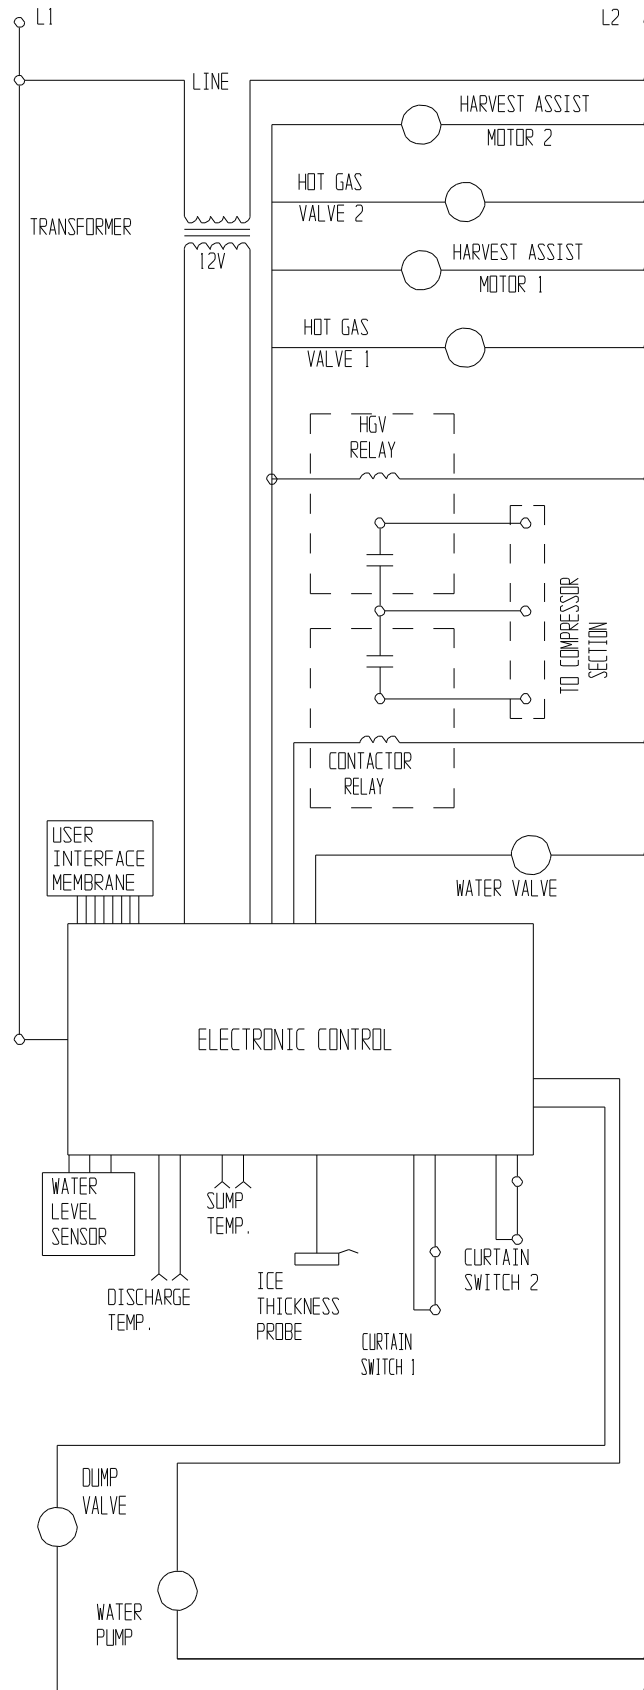 L1
L2
LINE
HARVEST ASSIST
MOTOR 2
HOT GAS
VALVE 2
TRANSFORMER
12V
HARVEST ASSIST
MOTOR 1
HOT GAS
VALVE 1
HGV
RELAY
TO COMPRESSOR
SECTION
CONTACTOR
RELAY
USER
INTERFACE
MEMBRANE
WATER VALVE
ELECTRONIC CONTROL
WATER
LEVEL
SENSOR
SUMP
TEMP.
DISCHARGE
TEMP.
ICE
THICKNESS
PROBE
CURTAIN
SWITCH 2
CURTAIN
SWITCH 1
DUMP
VALVE
WATER
PUMP